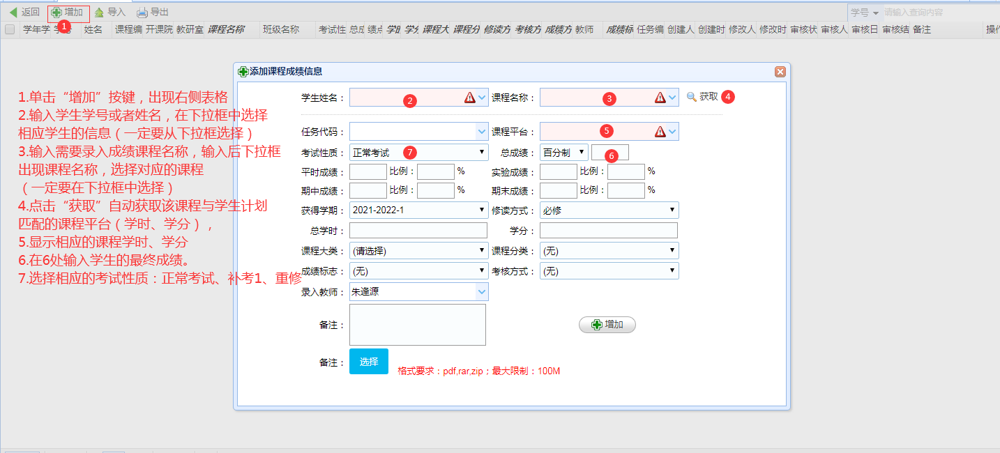 返回 增加 导入 导出 学号 请输入查询内容
1
学年学 姓名 课程编 开课院 教研室 课程名称 班级名称 考试性 总成 绩点 学时 学分 课程大 课程分 修读方 考核方 成绩方 教师 成绩标 任务编 创建人 创建时 修改人 修改时 审核状 审核人 审核日 审核结 备注 操作
添加课程成绩信息
1.单击“增加”按键，出现右侧表格
2.输入学生学号或者姓名，在下拉框中选择
相应学生的信息（一定要从下拉框选择）
3.输入需要录入成绩课程名称，输入后下拉框
出现课程名称，选择对应的课程
（一定要在下拉框中选择）
4.点击“获取”自动获取该课程与学生计划
匹配的课程平台（学时、学分），
5.显示相应的课程学时、学分
6.在6处输入学生的最终成绩。
7.选择相应的考试性质：正常考试、补考1、重修
学生姓名： 2 课程名称： 3 获取 4
任务代码： 课程平台： 5
考试性质： 正常考试 7 总成绩： 百分制 6
平时成绩： 比例： % 实验成绩： 比例： %
期中成绩： 比例： % 期末成绩： 比例： %
获得学期： 2021-2022-1 修读方式： 必修
总学时： 学分：
课程大类： (请选择) 课程分类： (无)
成绩标志： (无) 考核方式： (无)
录入教师： 朱逢源
备注： 增加
备注： 选择 格式要求：pdf,rar,zip；最大限制：100M